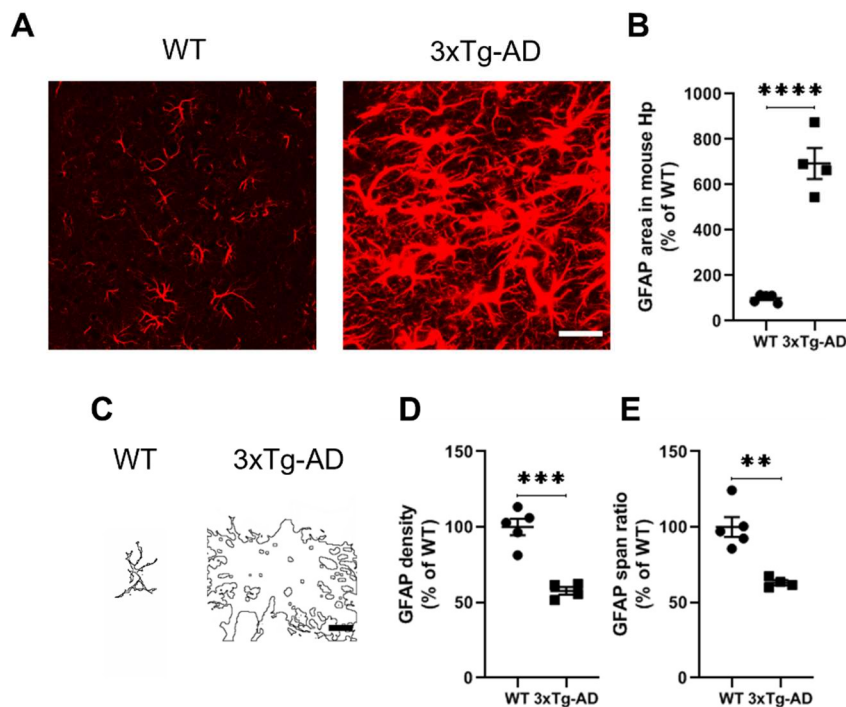 A
WT
3xTg-AD
B
GFAP area in mouse Hp
(% of WT)
1000
800
600
400
200
0
****
WT 3xTg-AD
C
WT
3xTg-AD
D
GFAP density
(% of WT)
150
100
50
0
***
WT 3xTg-AD
E
GFAP span ratio
(% of WT)
150
100
50
0
**
WT 3xTg-AD